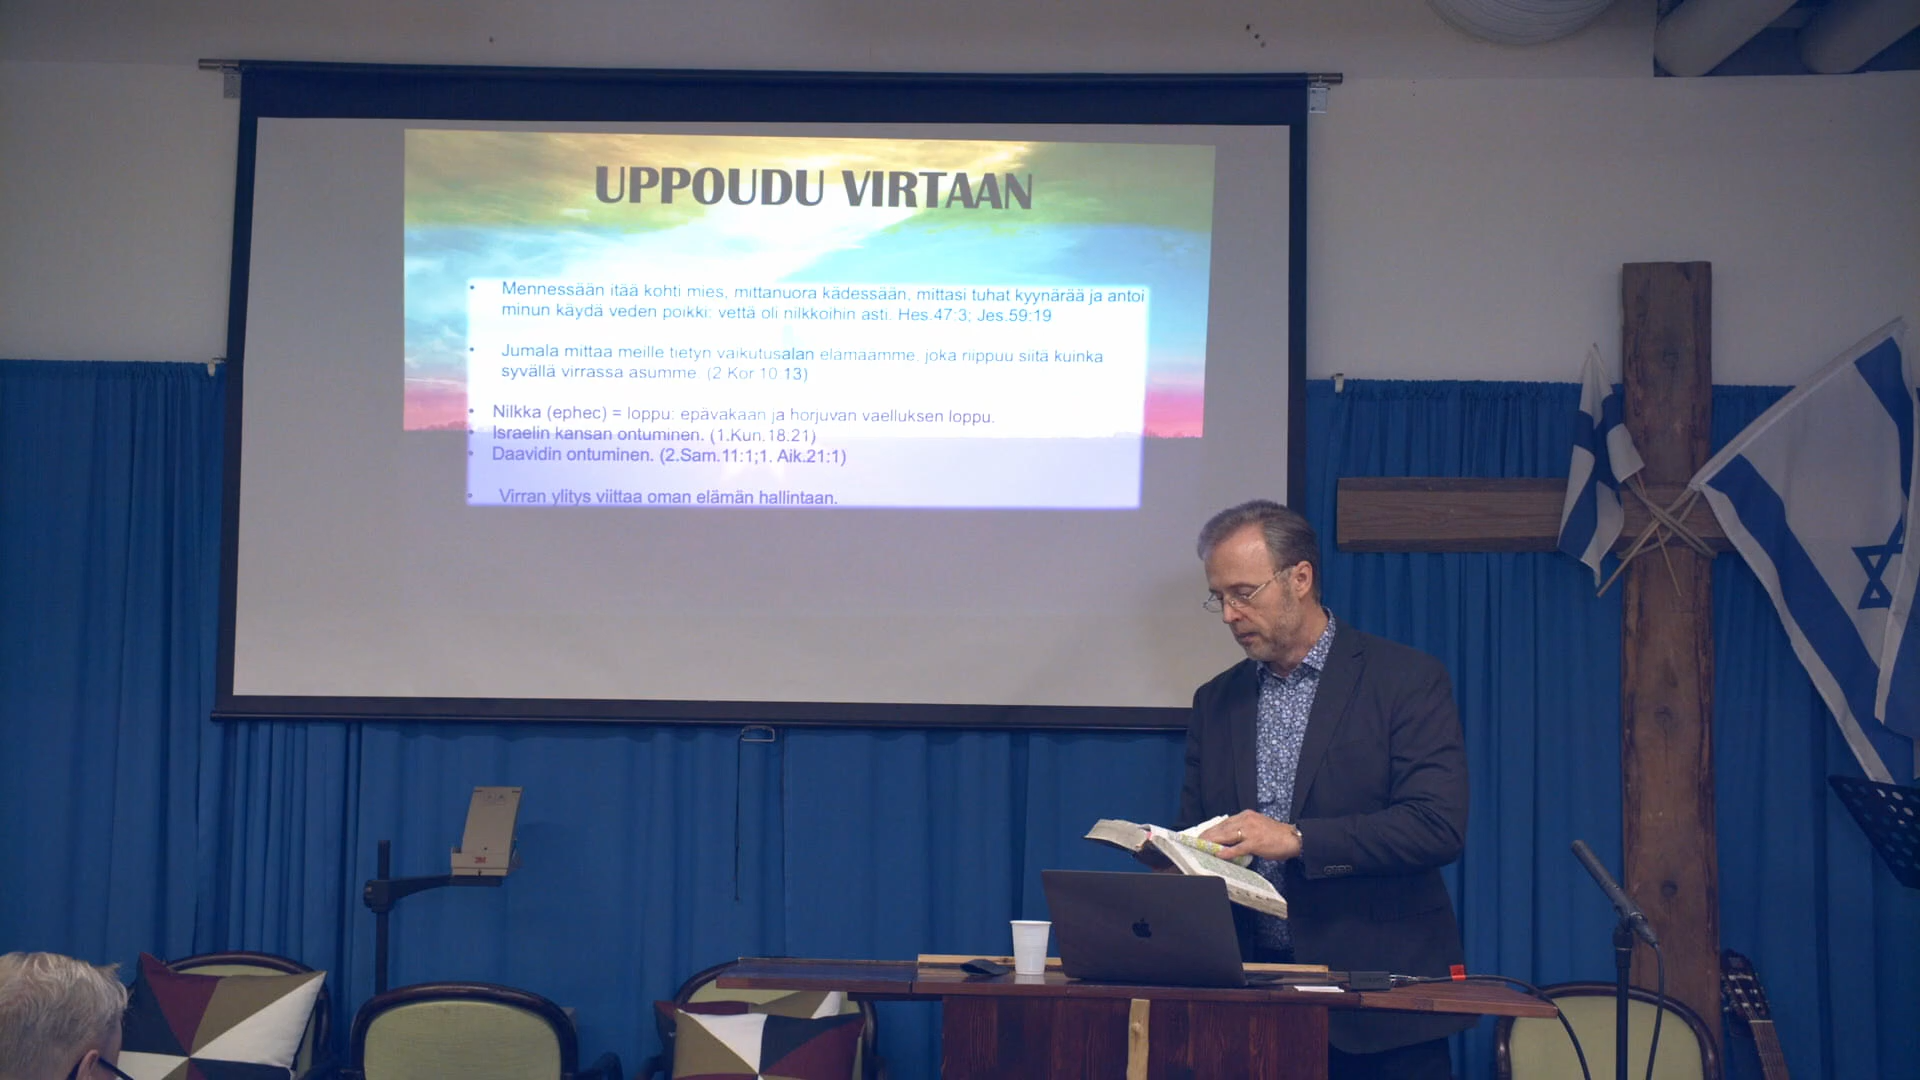 UPPOUDU VIRTAAN
• Mennessään itää kohti mies, mittanuora kädessään, mittasi tuhat kyynärää ja antoi
minun käydä veden poikki: vettä oli nilkkoihin asti. Hes.47:3; Jes.59:19
• Jumala mittaa meille tietyn vaikutusalan elämäämme, joka riippuu siitä kuinka
syvällä virrassa asumme. (2 Kor 10:13)
• Nilkka (ephec) = loppu: epävakaan ja horjuvan vaelluksen loppu.
• Israelin kansan ontuminen. (1.Kun.18.21)
• Daavidin ontuminen. (2.Sam.11:1;1. Aik.21:1)
• Virran ylitys viittaa oman elämän hallintaan.
3M